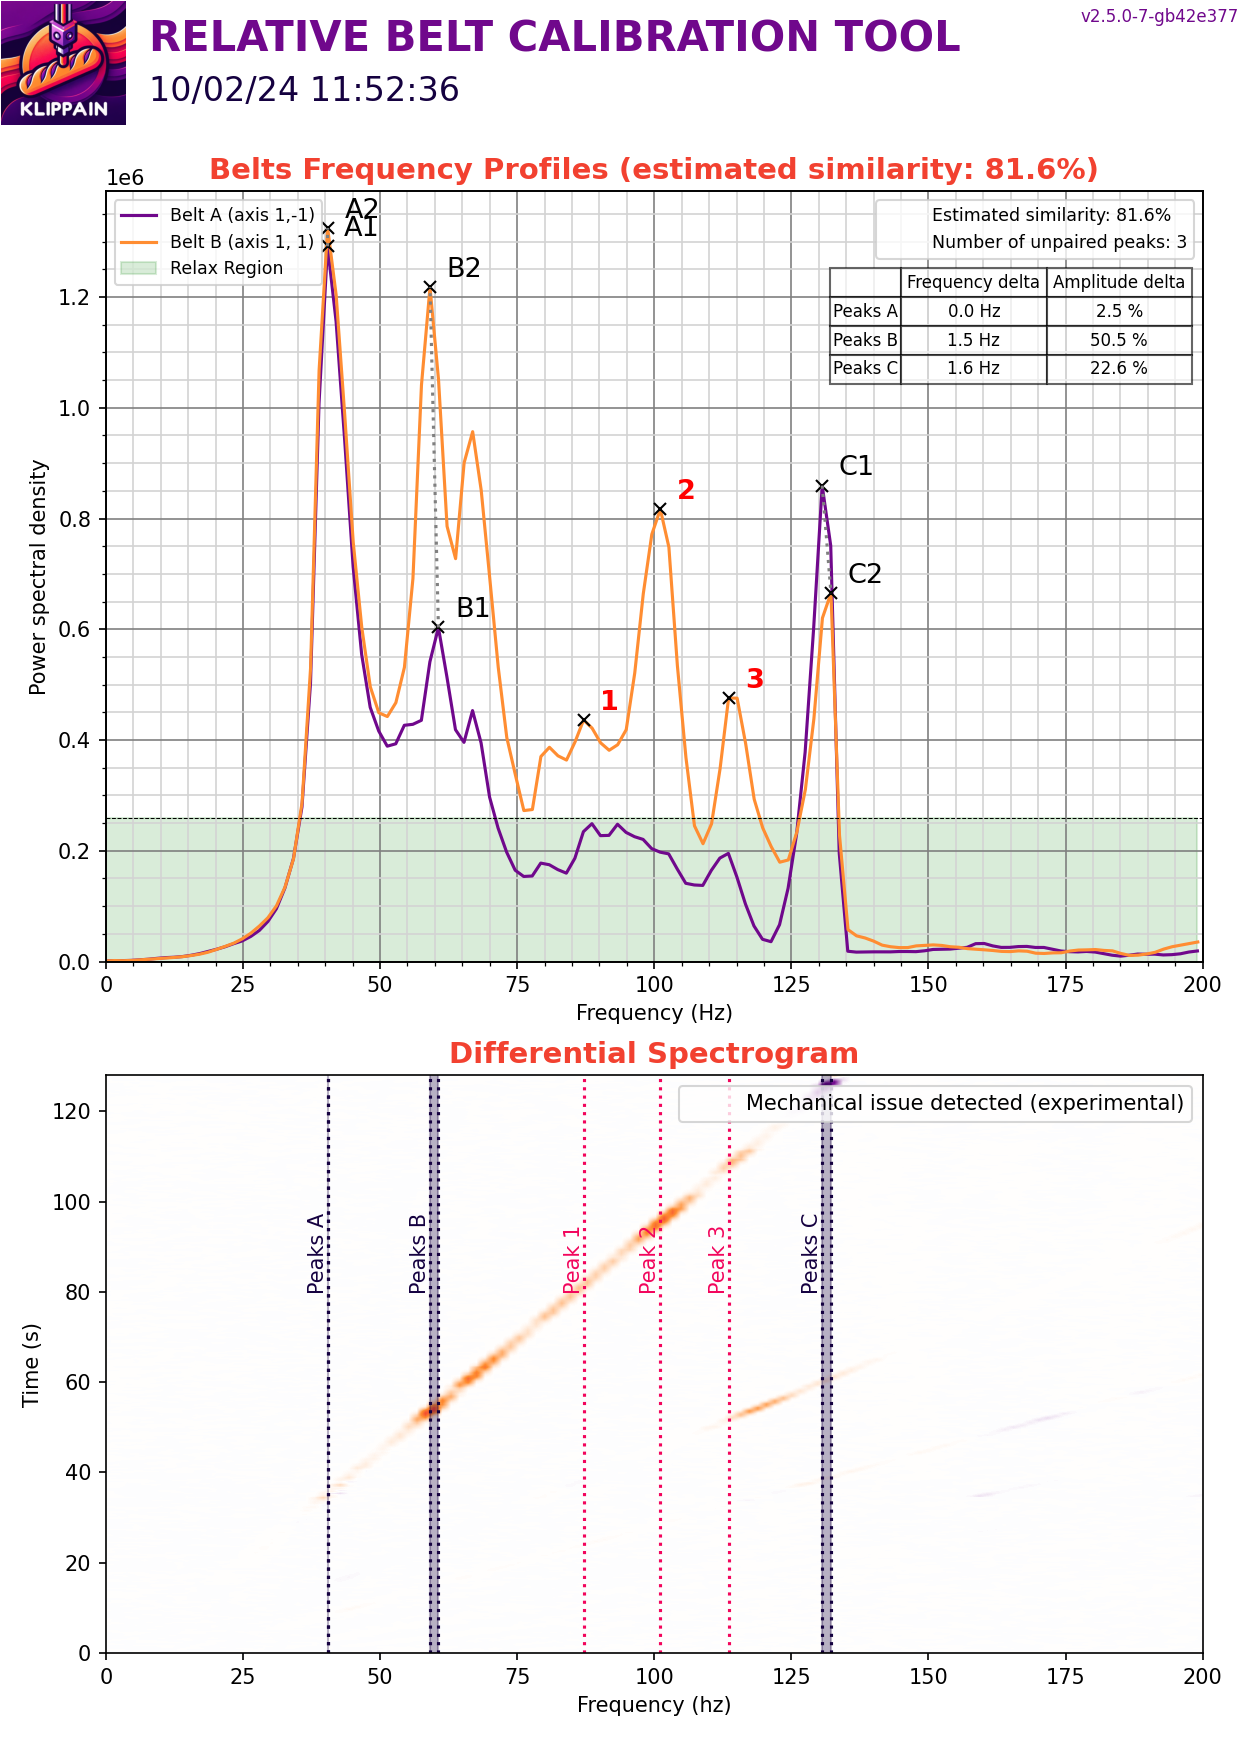 KLIPPAIN
RELATIVE BELT CALIBRATION TOOL
v2.5.0-7-gb42e377
10/02/24 11:52:36
Belts Frequency Profiles (estimated similarity: 81.6%)
1e6
Belt A (axis 1,-1)
Belt B (axis 1, 1)
Relax Region
A2
A1
B2
B1
1
2
3
C1
C2
Estimated similarity: 81.6%
Number of unpaired peaks: 3
Frequency delta Amplitude delta
Peaks A 0.0 Hz 2.5 %
Peaks B 1.5 Hz 50.5 %
Peaks C 1.6 Hz 22.6 %
Power spectral density
1.2
1.0
0.8
0.6
0.4
0.2
0.0
0 25 50 75 100 125 150 175 200
Frequency (Hz)
Differential Spectrogram
Mechanical issue detected (experimental)
Peaks A
Peaks B
Peak 1
Peak 2
Peak 3
Peaks C
Time (s)
120
100
80
60
40
20
0
0 25 50 75 100 125 150 175 200
Frequency (hz)